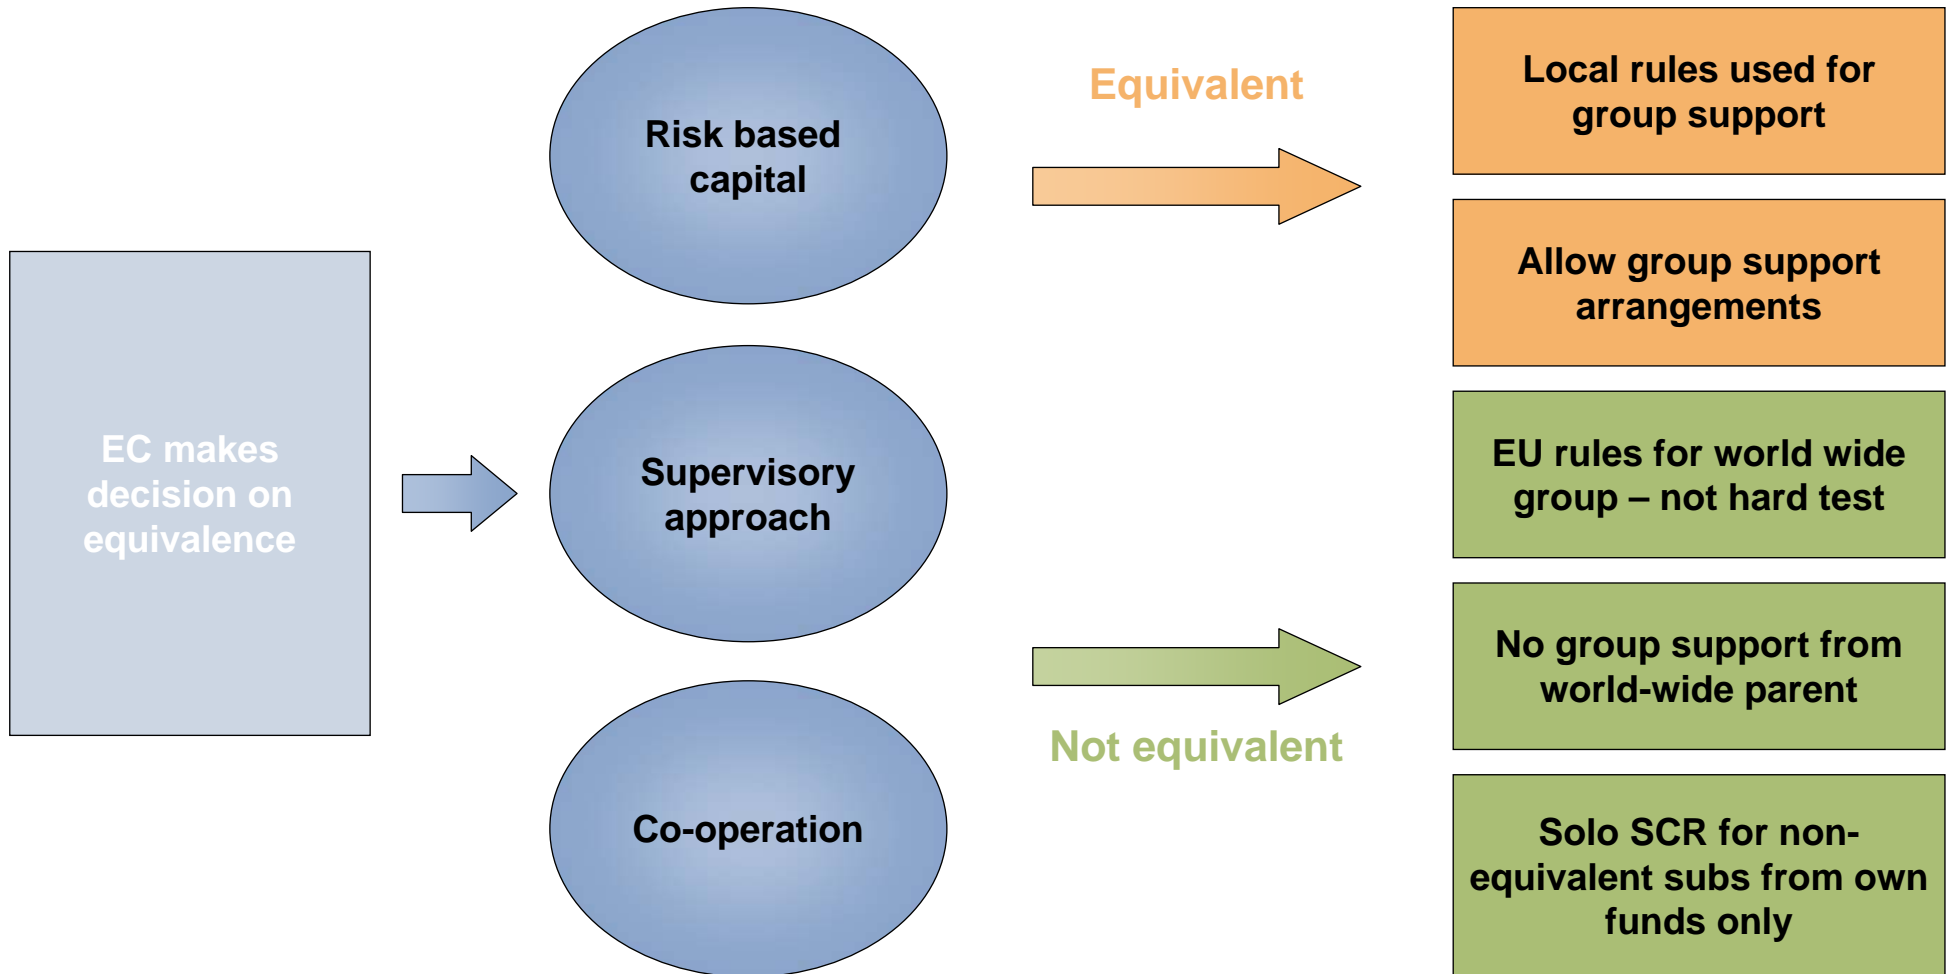 EC makes
decision on
equivalence
Risk based
capital
Supervisory
approach
Co-operation
Equivalent
Not equivalent
Local rules used for
group support
Allow group support
arrangements
EU rules for world wide
group – not hard test
No group support from
world-wide parent
Solo SCR for non-
equivalent subs from own
funds only